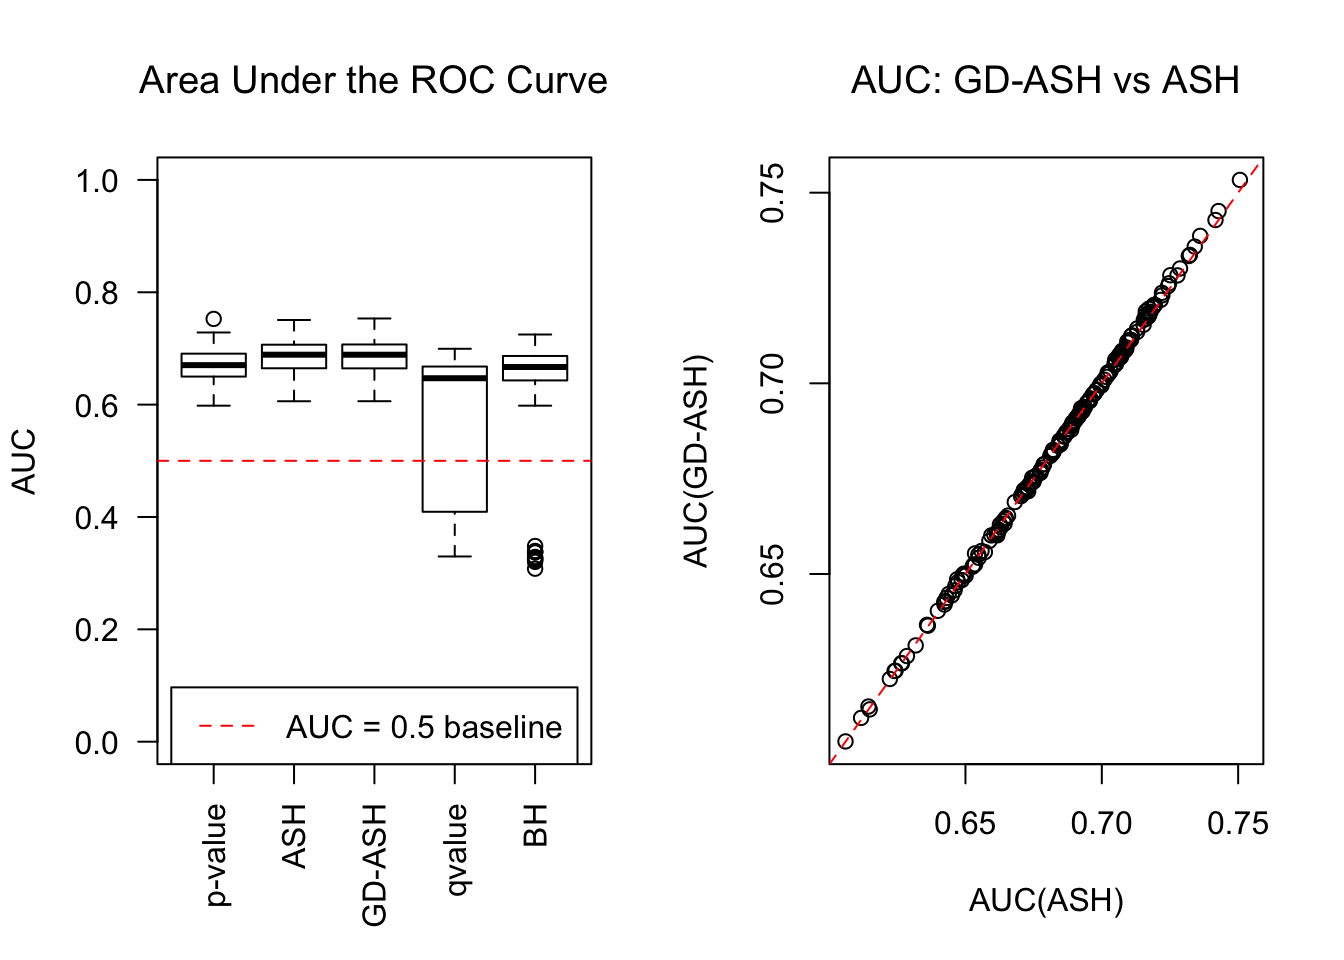 Area Under the ROC Curve
AUC
1.0
0.8
0.6
0.4
0.2
0.0
AUC = 0.5 baseline
p-value
ASH
GD-ASH
qvalue
BH
AUC: GD-ASH vs ASH
AUC(GD-ASH)
0.75
0.70
0.65
0.65
0.70
0.75
AUC(ASH)